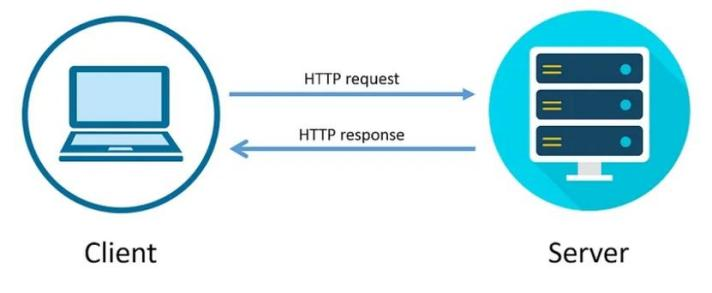 HTTP request
HTTP response
Client
Server